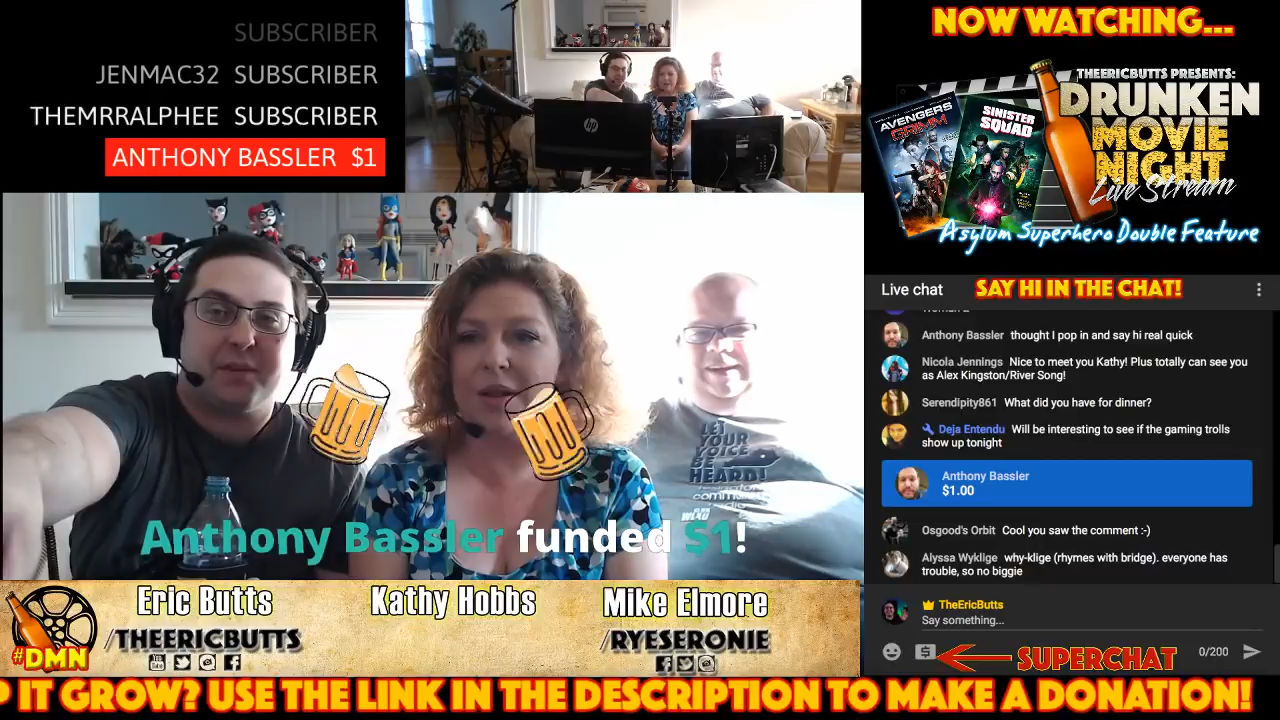 SUBSCRIBER
JENMAC32 SUBSCRIBER
THEMRRALPHEE SUBSCRIBER
ANTHONY BASSLER $1
hp
NOW WATCHING...
THEERICBUTTS PRESENTS:
DRUNKEN
MOVIE
NIGHT
Live Stream
AVENGERS
GRIMM
SINISTER
SQUAD
Asylum Superhero Double Feature
Live chat
SAY HI IN THE CHAT!
Anthony Bassler thought I pop in and say hi real quick
Nicola Jennings Nice to meet you Kathy! Plus totally can see you
as Alex Kingston/River Song!
Serendipity861 What did you have for dinner?
Deja Entendu Will be interesting to see if the gaming trolls
show up tonight
Anthony Bassler
$1.00
Osgood's Orbit Cool you saw the comment :-)
Alyssa Wyklige why-klige (rhymes with bridge). everyone has
trouble, so no biggie
TheEricButts
Say something...
SUPERCHAT
0/200
LET
YOUR
VOICE
BE
HEARD!
Anthony Bassler funded $1!
Eric Butts
/THEERICBUTTS
Kathy Hobbs
Mike Elmore
/RYESERONIE
#DMN
P IT GROW? USE THE LINK IN THE DESCRIPTION TO MAKE A DONATION!